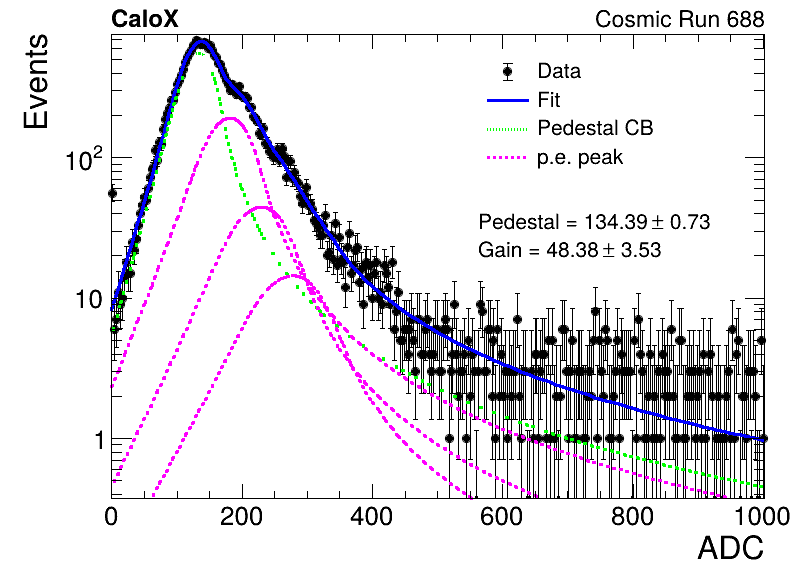 CaloX Cosmic Run 688
Events
Data
Fit
Pedestal CB
p.e. peak
Pedestal = 134.39 ± 0.73
Gain = 48.38 ± 3.53
10²
10
1
0 200 400 600 800 1000
ADC